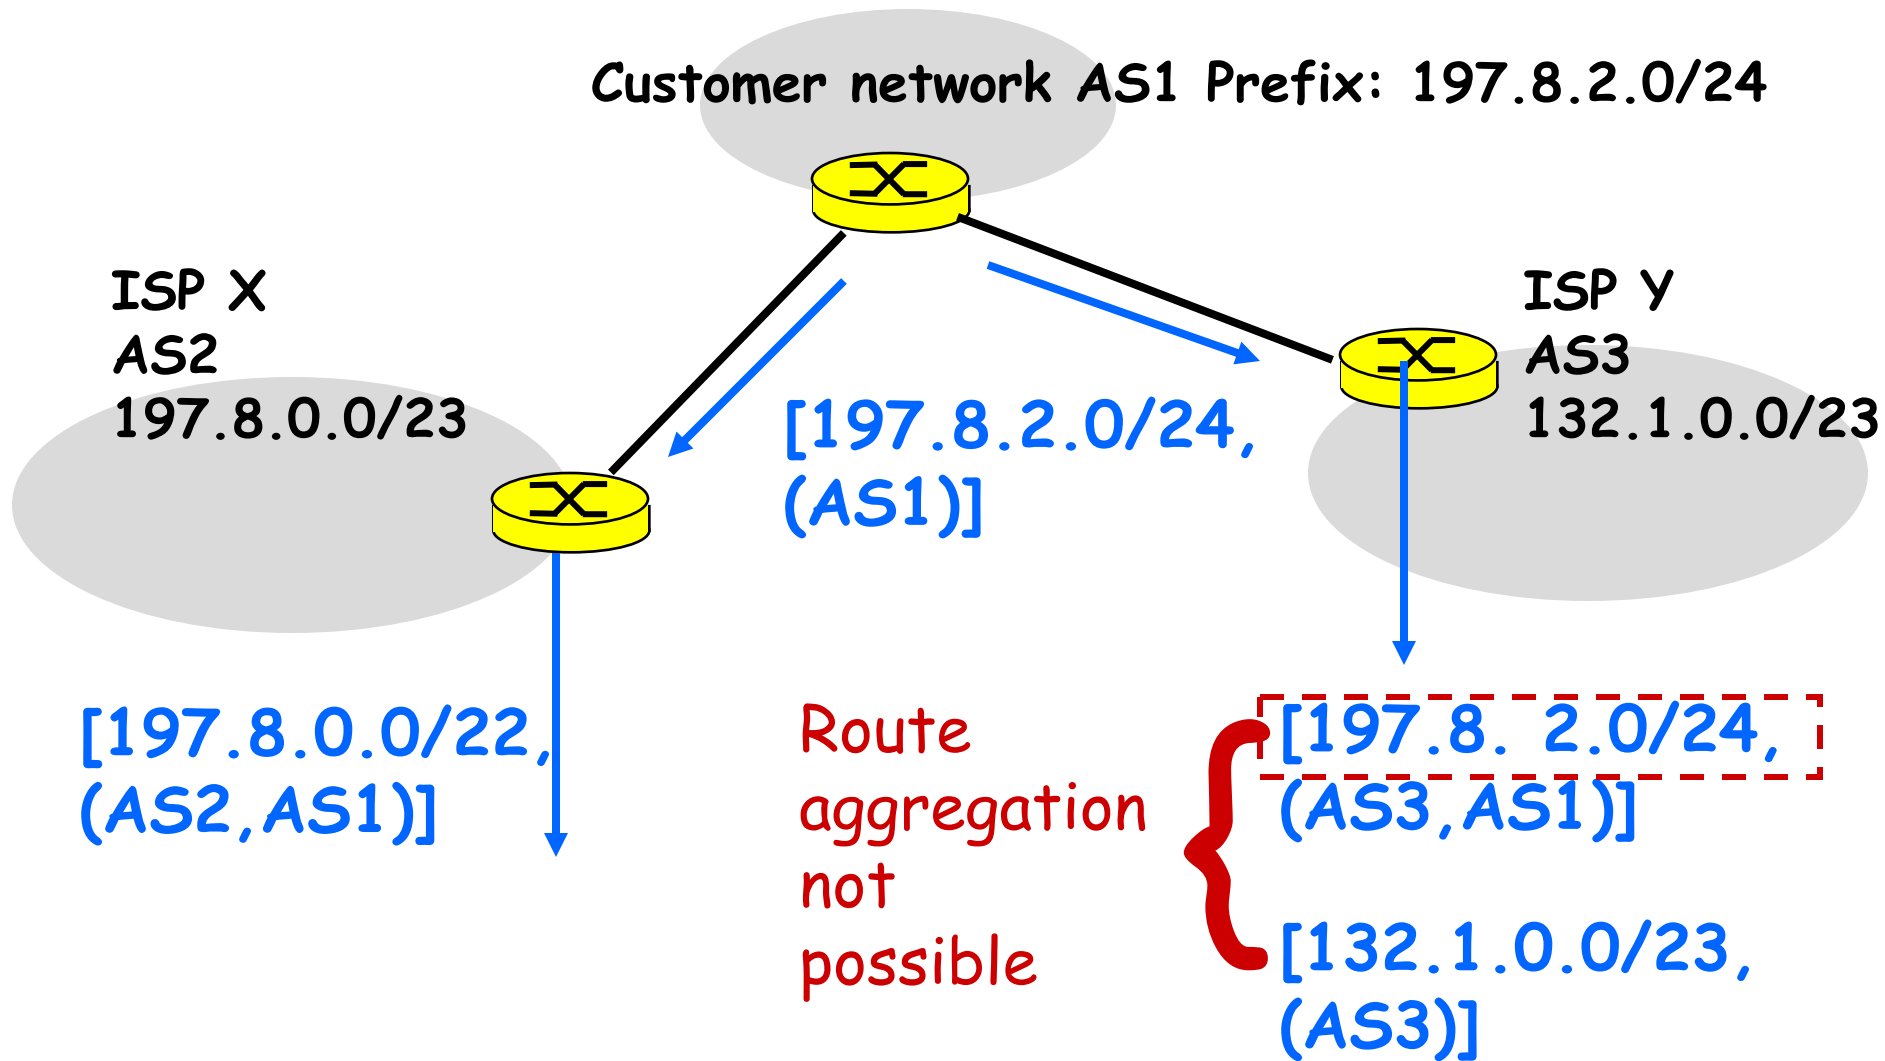 Customer network AS1 Prefix: 197.8.2.0/24
ISP X
AS2
197.8.0.0/23
ISP Y
AS3
132.1.0.0/23
[197.8.2.0/24,
(AS1)]
[197.8.0.0/22,
(AS2,AS1)]
Route
aggregation
not
possible
[197.8. 2.0/24,
(AS3,AS1)]
[132.1.0.0/23,
(AS3)]